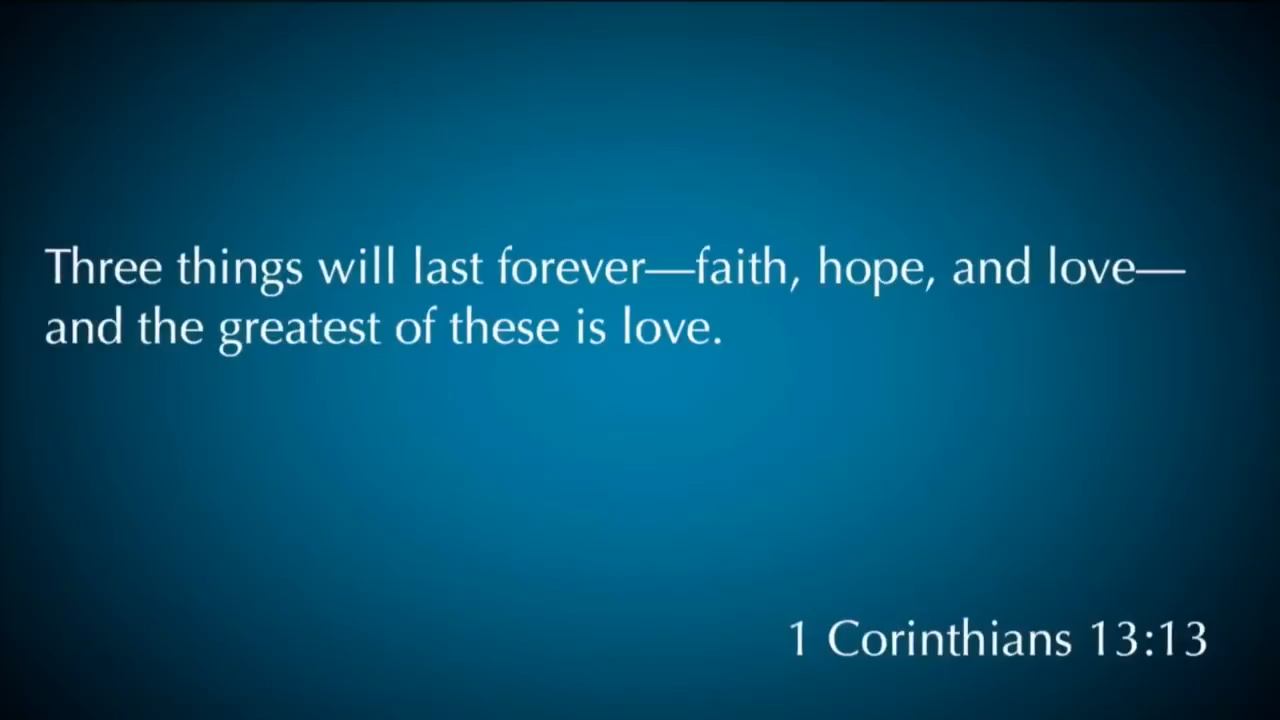 Three things will last forever—faith, hope, and love—
and the greatest of these is love.
1 Corinthians 13:13